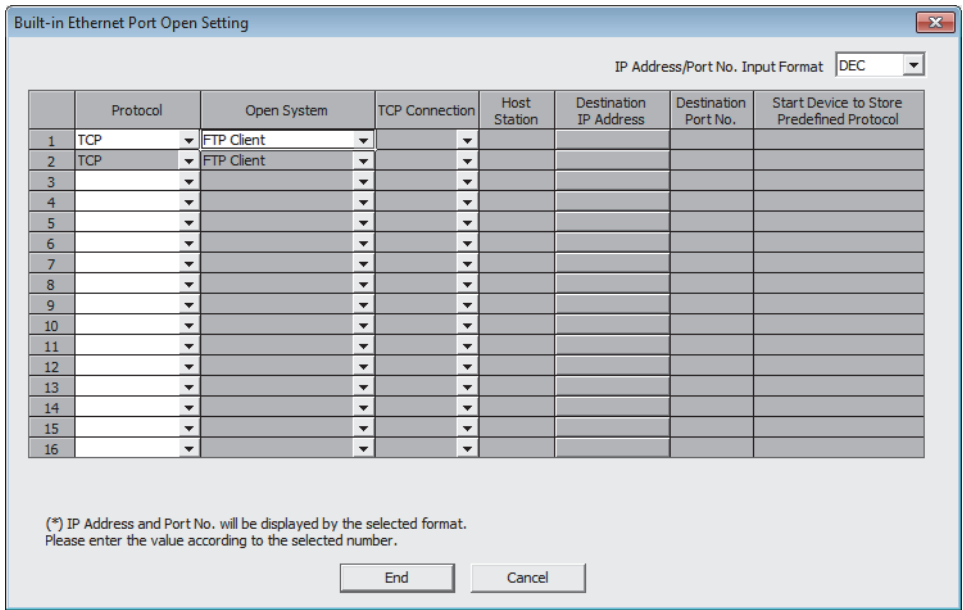 Built-in Ethernet Port Open Setting
IP Address/Port No. Input Format DEC
Protocol Open System TCP Connection Host Station Destination IP Address Destination Port No. Start Device to Store Predefined Protocol
1 TCP FTP Client
2 TCP FTP Client
3
4
5
6
7
8
9
10
11
12
13
14
15
16
(*) IP Address and Port No. will be displayed by the selected format.
Please enter the value according to the selected number.
End Cancel